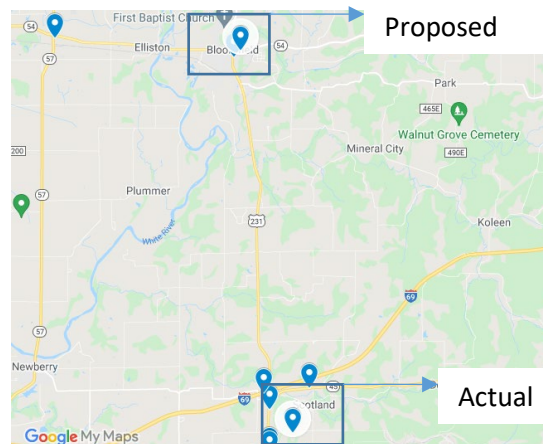 First Baptist Church
Proposed
54
Elliston
54
57
Park
465E
Walnut Grove Cemetery
Mineral City
490E
200
57
Plummer
Koleen
White River
231
69
57
Newberry
69
45
Actual
Google My Maps